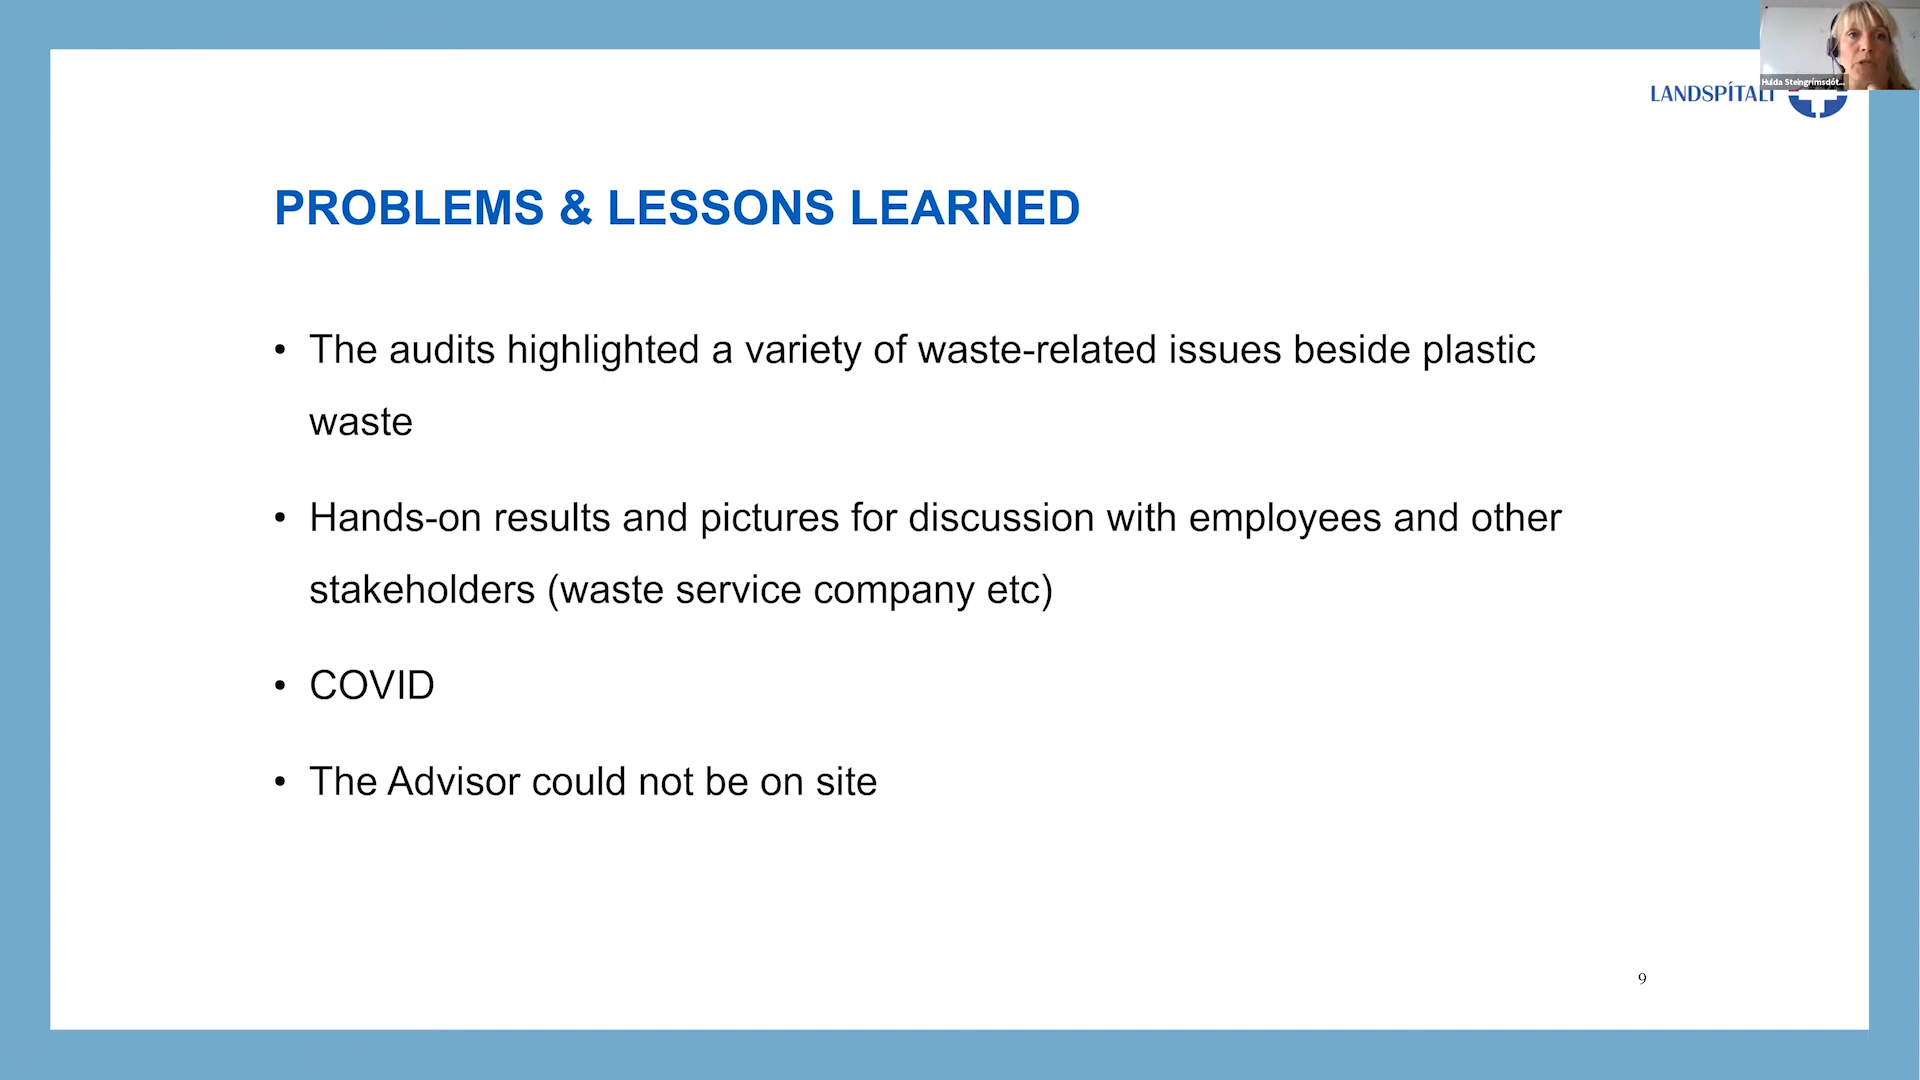 Hulda Steingrímsdót...
LANDSPÍTALI
PROBLEMS & LESSONS LEARNED
• The audits highlighted a variety of waste-related issues beside plastic
waste
• Hands-on results and pictures for discussion with employees and other
stakeholders (waste service company etc)
• COVID
• The Advisor could not be on site
9